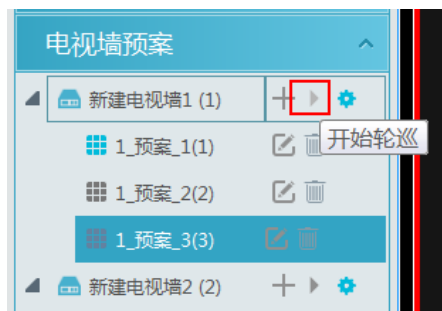 电视墙预案
新建电视墙1 (1)
开始轮巡
1_预案_1(1)
1_预案_2(2)
1_预案_3(3)
新建电视墙2 (2)